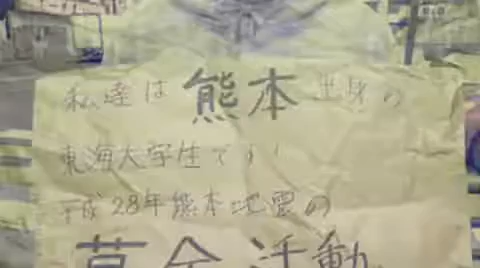 私達は熊本出身の
東海大学生です!
平成28年熊本地震の
募金活動